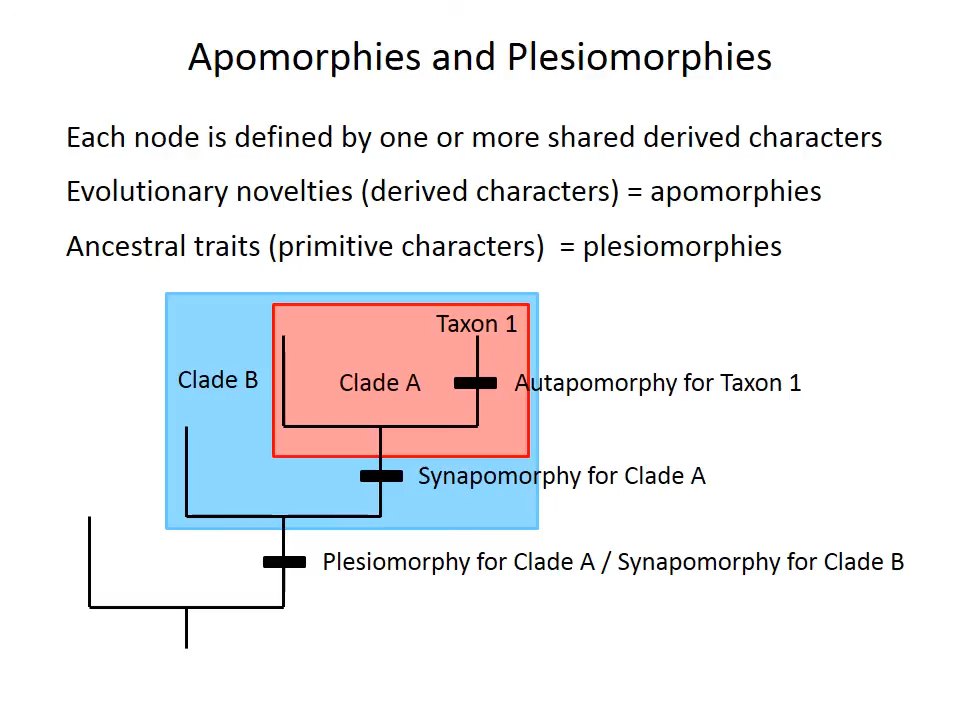 Apomorphies and Plesiomorphies
Each node is defined by one or more shared derived characters
Evolutionary novelties (derived characters) = apomorphies
Ancestral traits (primitive characters)  = plesiomorphies
Taxon 1
Clade B
Clade A
Autapomorphy for Taxon 1
Synapomorphy for Clade A
Plesiomorphy for Clade A / Synapomorphy for Clade B